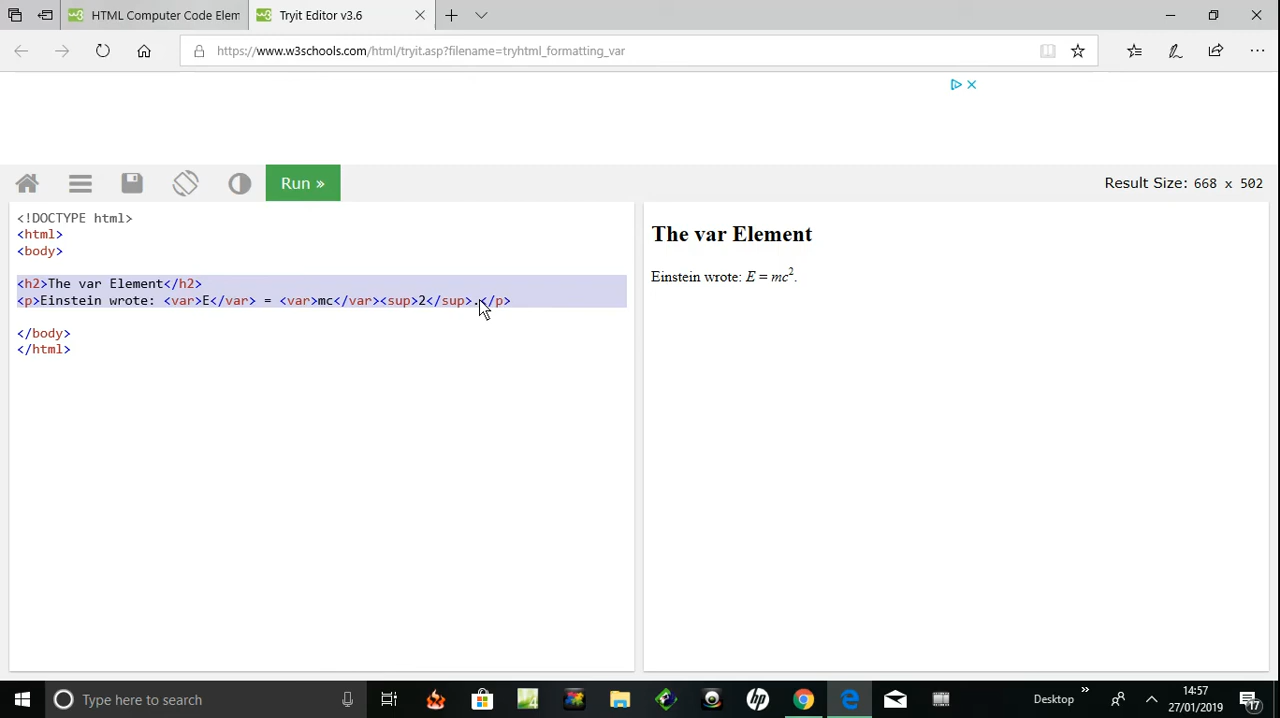 HTML Computer Code Elem
Tryit Editor v3.6
https://www.w3schools.com/html/tryit.asp?filename=tryhtml_formatting_var
Run »
Result Size: 668 x 502
<!DOCTYPE html>
<html>
<body>
<h2>The var Element</h2>
<p>Einstein wrote: <var>E</var> = <var>mc</var><sup>2</sup>.</p>
</body>
</html>
The var Element
Einstein wrote: E = mc².
Type here to search
Desktop
14:57
27/01/2019
17